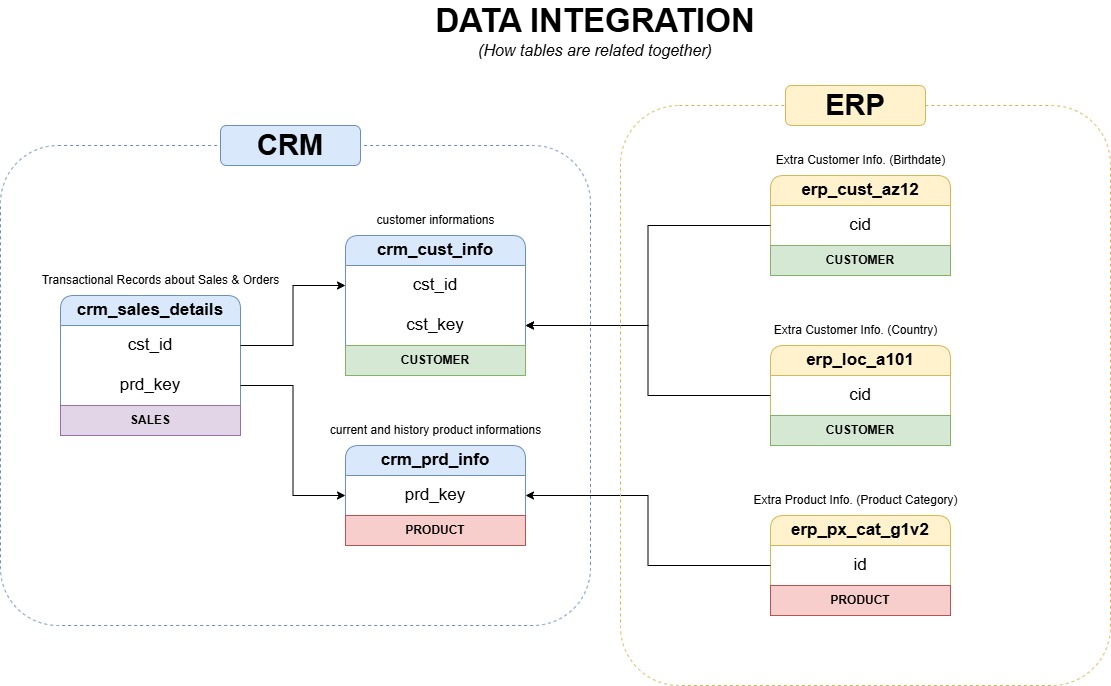 DATA INTEGRATION
(How tables are related together)
CRM
Transactional Records about Sales & Orders
crm_sales_details
cst_id
prd_key
SALES
customer informations
crm_cust_info
cst_id
cst_key
CUSTOMER
current and history product informations
crm_prd_info
prd_key
PRODUCT
ERP
Extra Customer Info. (Birthdate)
erp_cust_az12
cid
CUSTOMER
Extra Customer Info. (Country)
erp_loc_a101
cid
CUSTOMER
Extra Product Info. (Product Category)
erp_px_cat_g1v2
id
PRODUCT